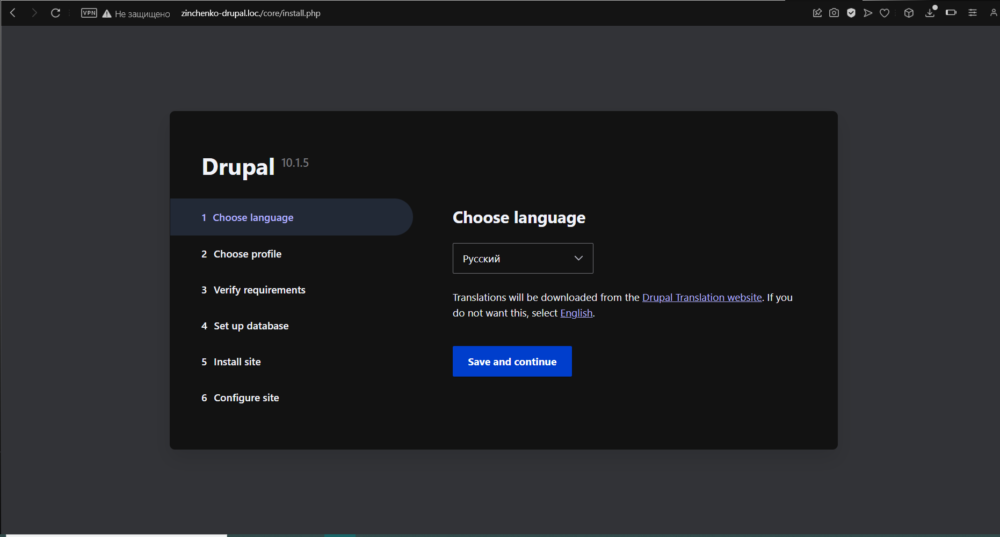 VPN Не защищено zinchenko-drupal.loc./core/install.php
Drupal 10.1.5
1 Choose language
2 Choose profile
3 Verify requirements
4 Set up database
5 Install site
6 Configure site
Choose language
Русский
Translations will be downloaded from the Drupal Translation website. If you
do not want this, select English.
Save and continue